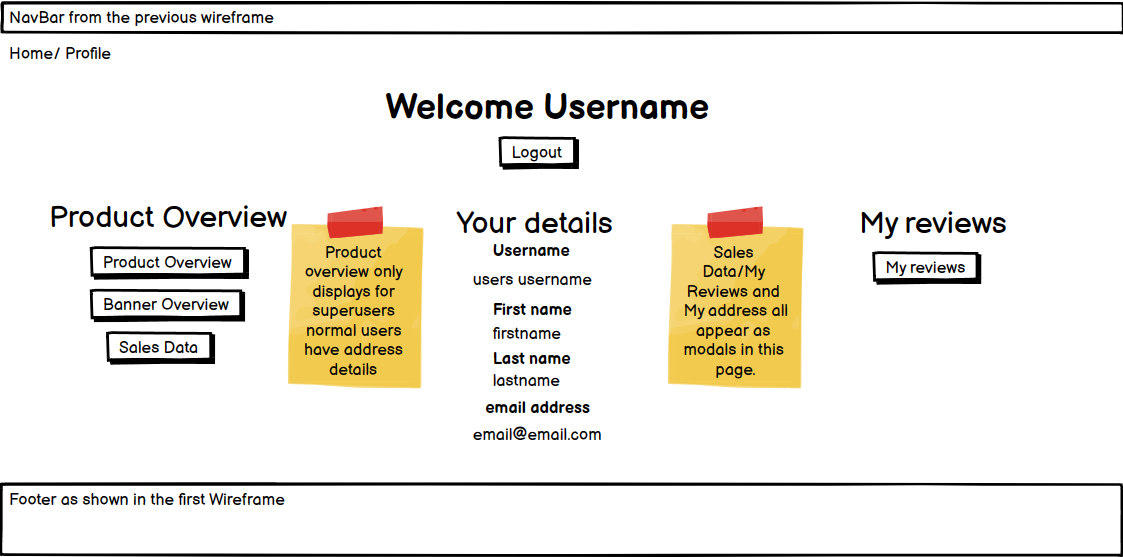 NavBar from the previous wireframe
Home/ Profile
Welcome Username
Logout
Product Overview
Product Overview
Banner Overview
Sales Data
Product
overview only
displays for
superusers
normal users
have address
details
Your details
Username
users username
First name
firstname
Last name
lastname
email address
email@email.com
Sales
Data/My
Reviews and
My address all
appear as
modals in this
page.
My reviews
My reviews
Footer as shown in the first Wireframe